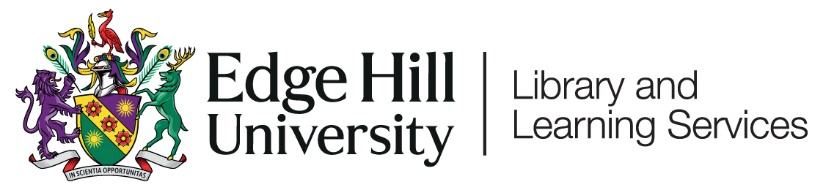 Edge Hill
University
Library and
Learning Services
IN SCIENTIA OPPORTUNITAS